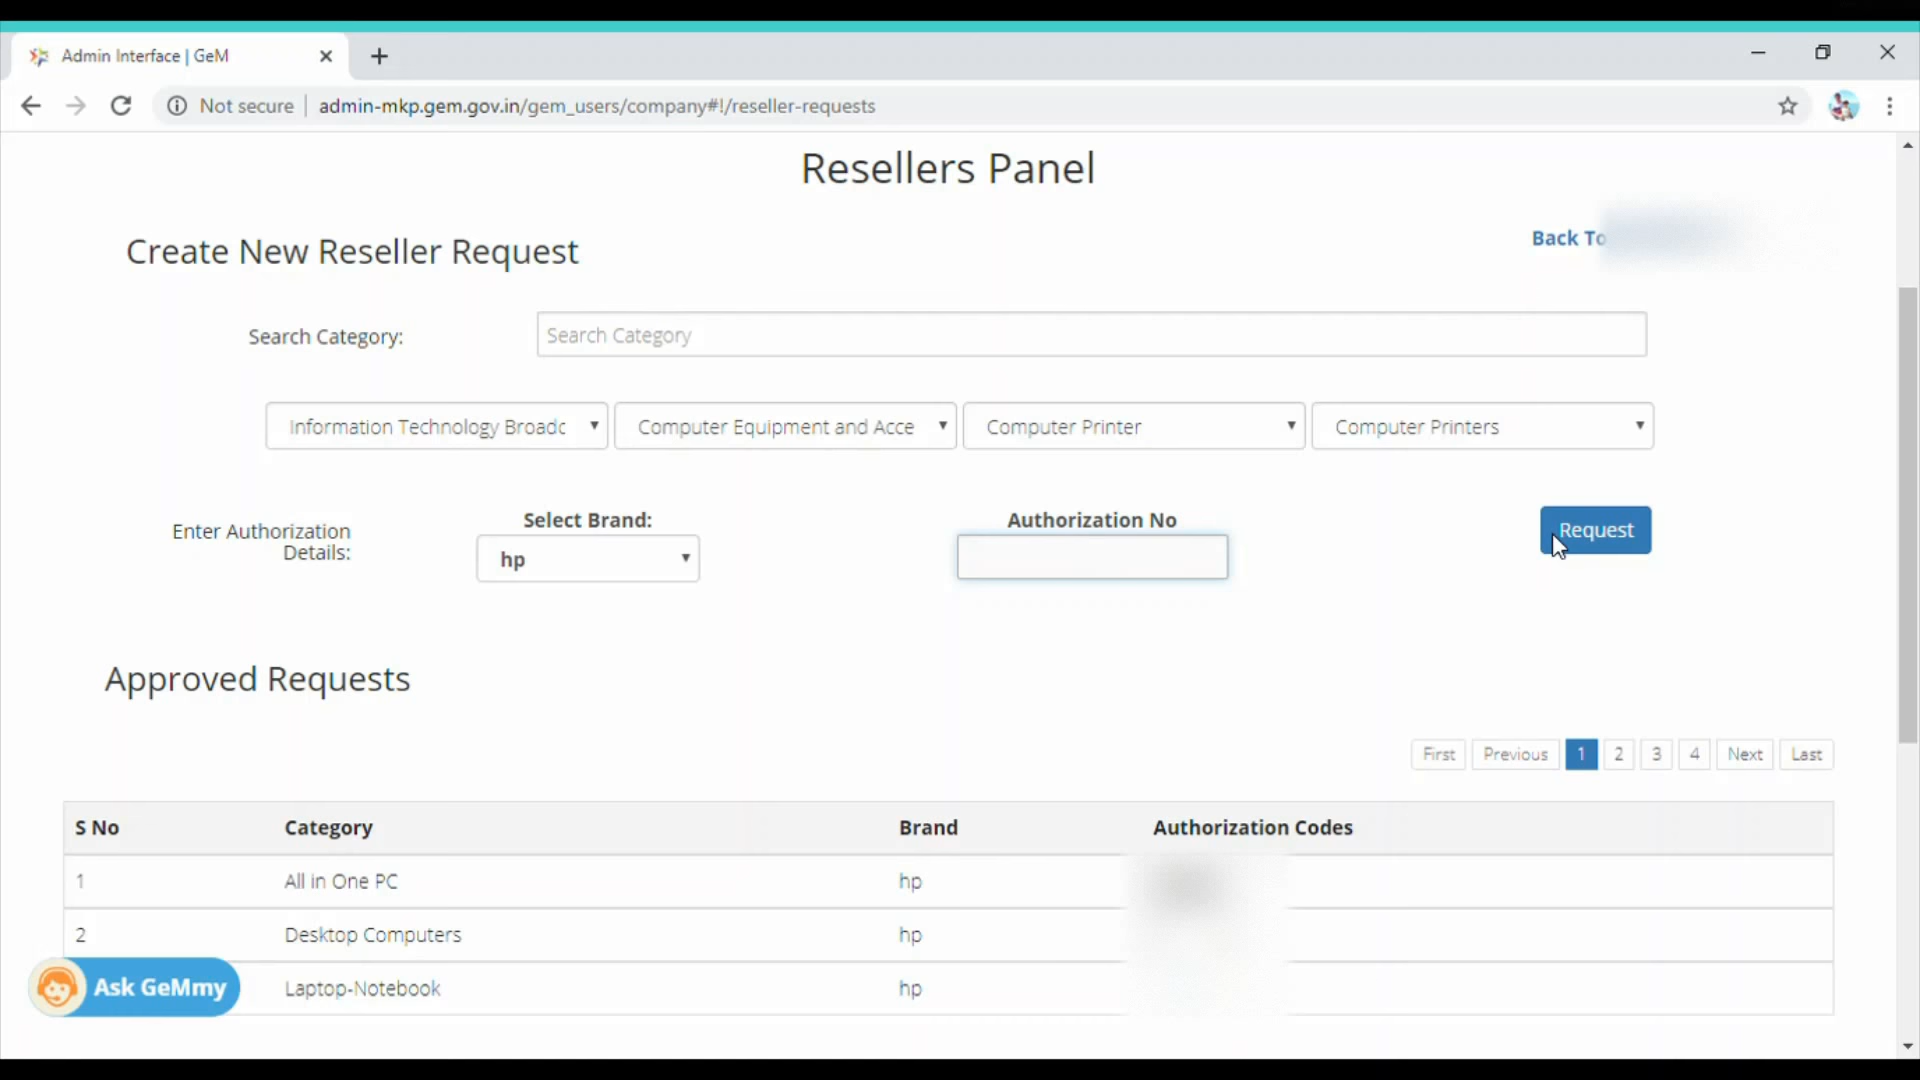 Admin Interface | GeM
Not secure
admin-mkp.gem.gov.in/gem_users/company#!/reseller-requests
Resellers Panel
Create New Reseller Request
Back To
Search Category:
Search Category
Information Technology Broadc
Computer Equipment and Acce
Computer Printer
Computer Printers
Enter Authorization
Details:
Select Brand:
hp
Authorization No
Request
Approved Requests
First Previous 1 2 3 4 Next Last
S No Category Brand Authorization Codes
1 All in One PC hp
2 Desktop Computers hp
Laptop-Notebook hp
Ask GeMmy